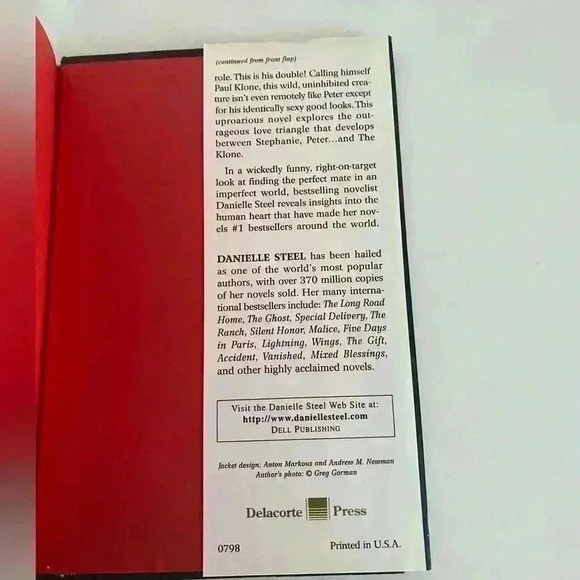 (continued from front flap)
role. This is his double! Calling himself
Paul Klone, this wild, uninhibited crea-
ture isn't even remotely like Peter except
for his identically sexy good looks. This
uproarious novel explores the out-
rageous love triangle that develops
between Stephanie, Peter...and The
Klone.
In a wickedly funny, right-on-target
look at finding the perfect mate in an
imperfect world, bestselling novelist
Danielle Steel reveals insights into the
human heart that have made her nov-
els #1 bestsellers around the world.
DANIELLE STEEL has been hailed
as one of the world's most popular
authors, with over 370 million copies
of her novels sold. Her many interna-
tional bestsellers include: The Long Road
Home, The Ghost, Special Delivery, The
Ranch, Silent Honor, Malice, Five Days
in Paris, Lightning, Wings, The Gift,
Accident, Vanished, Mixed Blessings,
and other highly acclaimed novels.
Visit the Danielle Steel Web Site at:
http://www.daniellesteel.com
DELL PUBLISHING
Jacket design: Anton Markous and Andrew M. Newman
Author's photo: © Greg Gorman
Delacorte Press
0798 Printed in U.S.A.